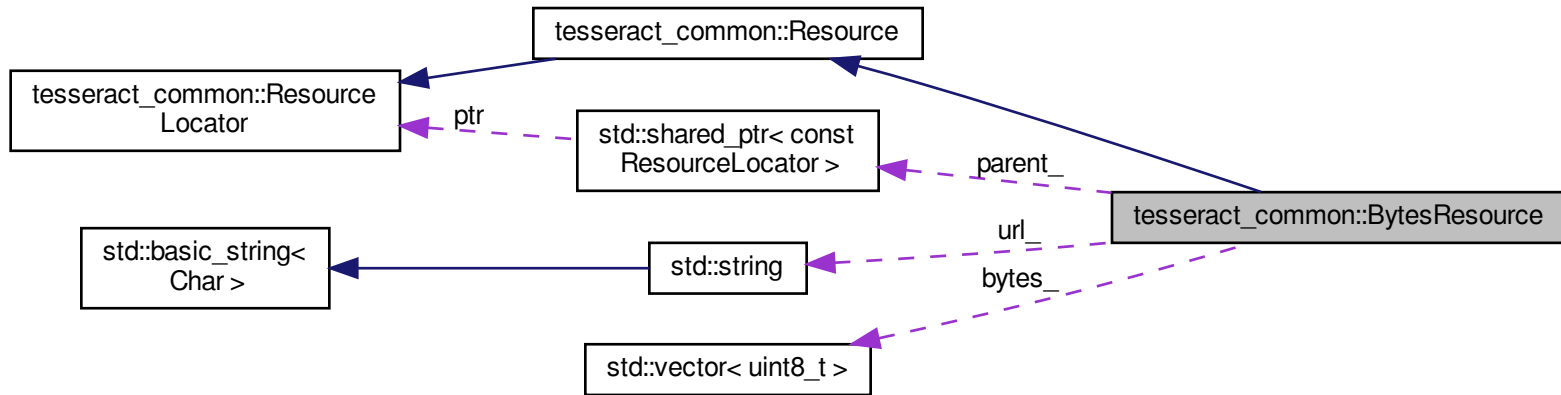 tesseract_common::Resource
tesseract_common::Resource
Locator
ptr
std::shared_ptr< const
ResourceLocator >
parent_
tesseract_common::BytesResource
std::basic_string<
Char >
std::string
url_
bytes_
std::vector< uint8_t >